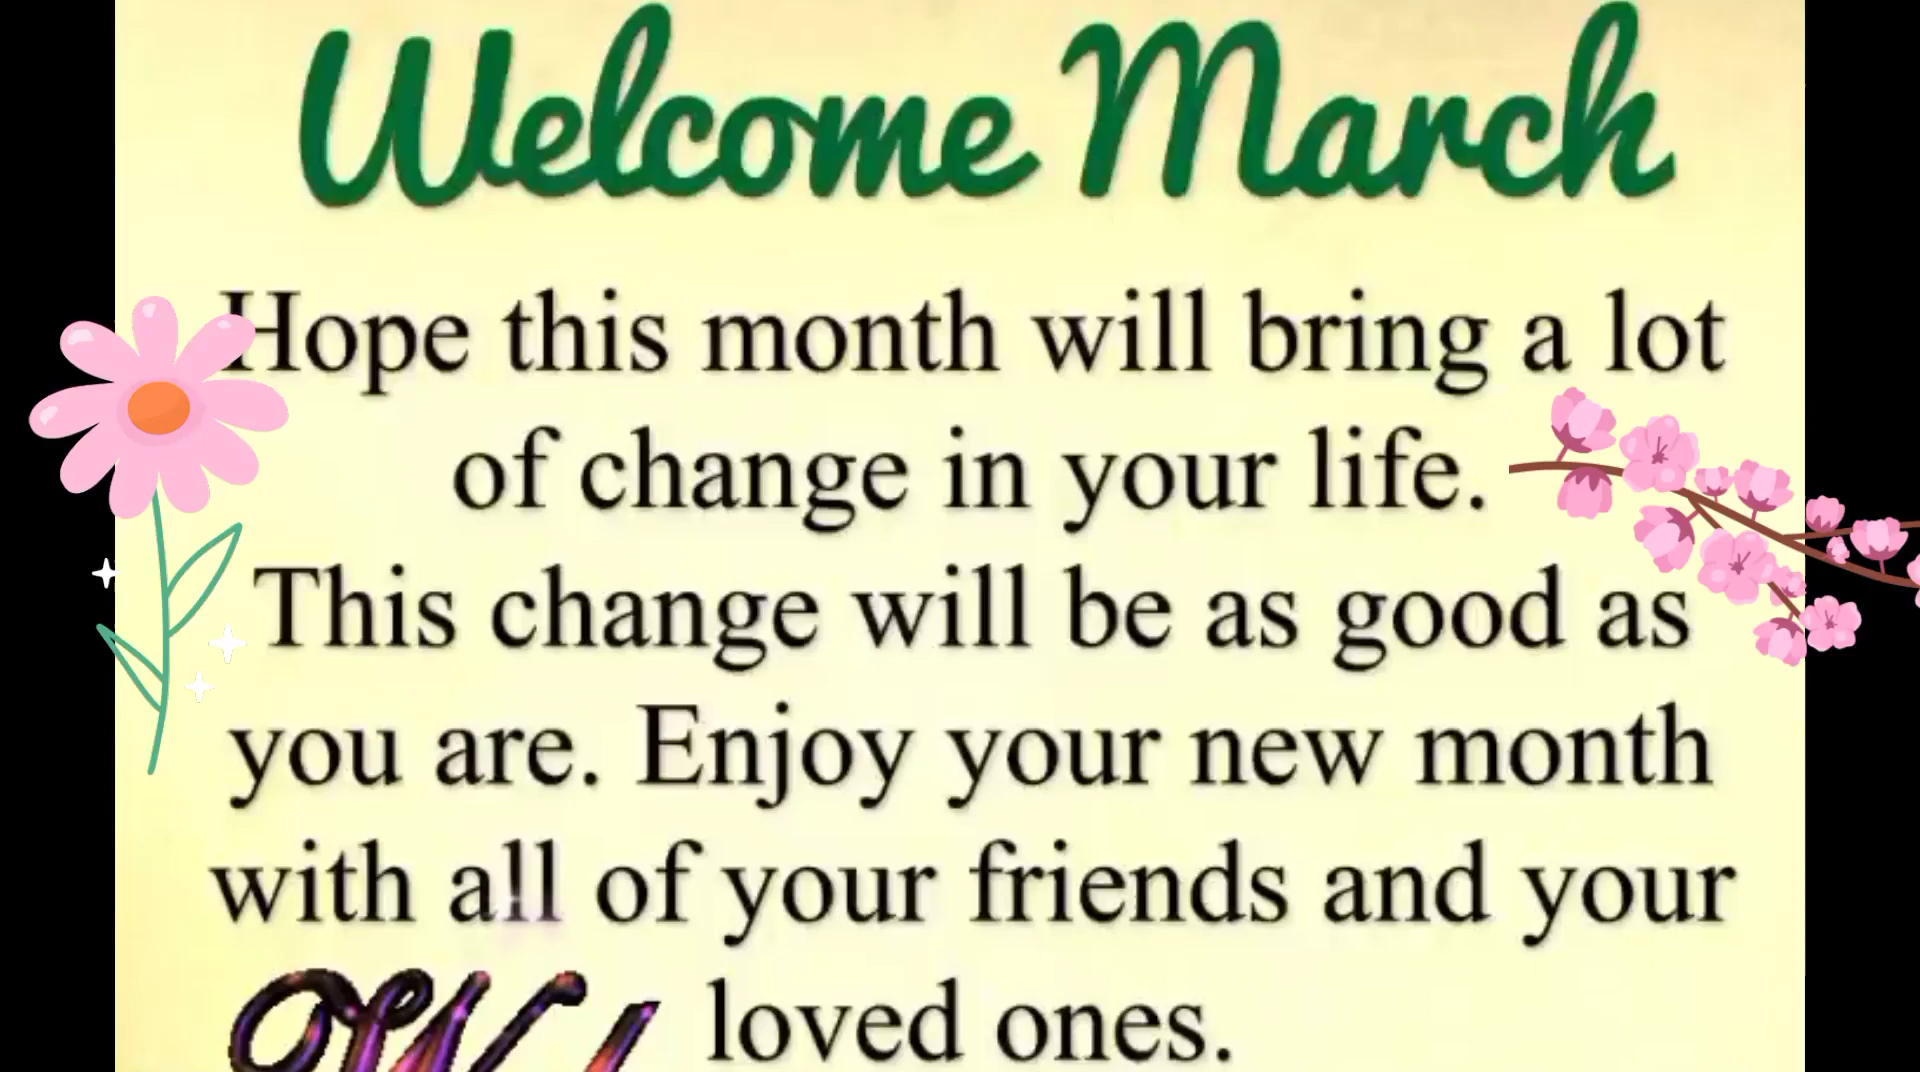 Welcome March
Hope this month will bring a lot
of change in your life.
This change will be as good as
you are. Enjoy your new month
with all of your friends and your
loved ones.